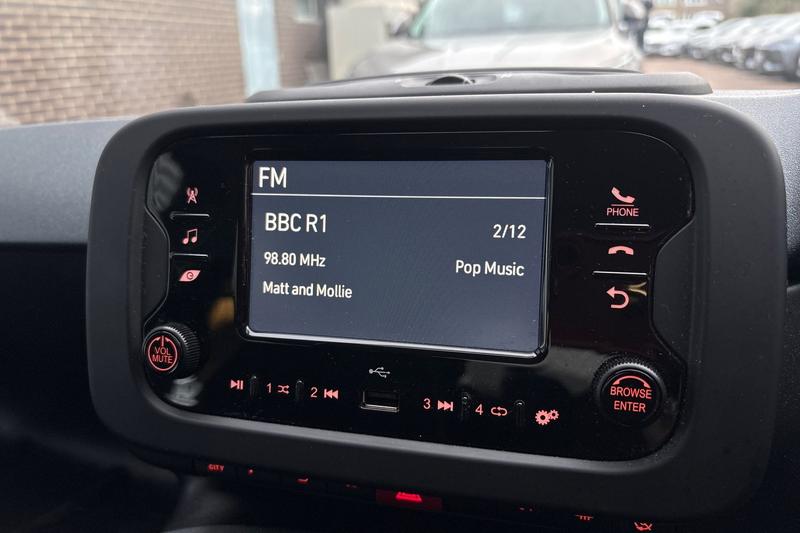 FM
BBC R1
2/12
98.80 MHz
Pop Music
Matt and Mollie
PHONE
VOL
MUTE
BROWSE
ENTER
1
2
3
4
CITY